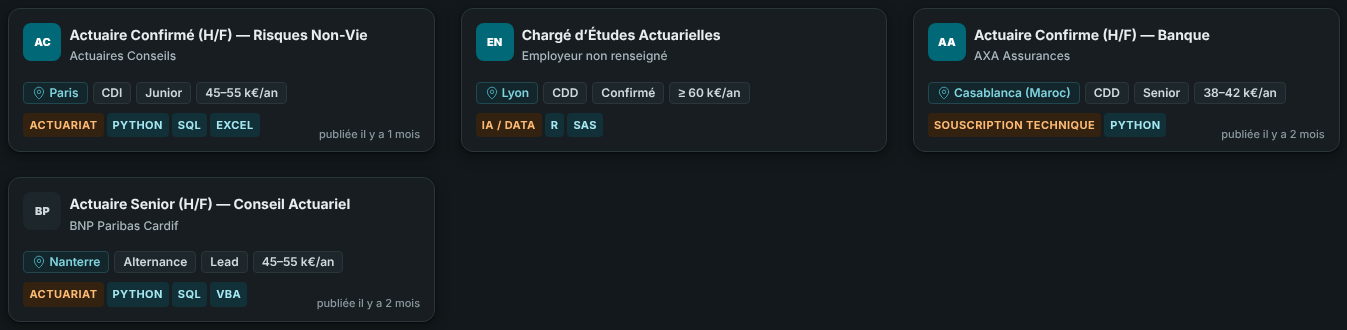 AC
Actuaire Confirmé (H/F) — Risques Non-Vie
Actuaires Conseils
Paris CDI Junior 45–55 k€/an
ACTUARIAT PYTHON SQL EXCEL
publiée il y a 1 mois
EN
Chargé d’Études Actuarielles
Employeur non renseigné
Lyon CDD Confirmé ≥ 60 k€/an
IA / DATA R SAS
AA
Actuaire Confirme (H/F) — Banque
AXA Assurances
Casablanca (Maroc) CDD Senior 38–42 k€/an
SOUSCRIPTION TECHNIQUE PYTHON
publiée il y a 2 mois
BP
Actuaire Senior (H/F) — Conseil Actuariel
BNP Paribas Cardif
Nanterre Alternance Lead 45–55 k€/an
ACTUARIAT PYTHON SQL VBA
publiée il y a 2 mois